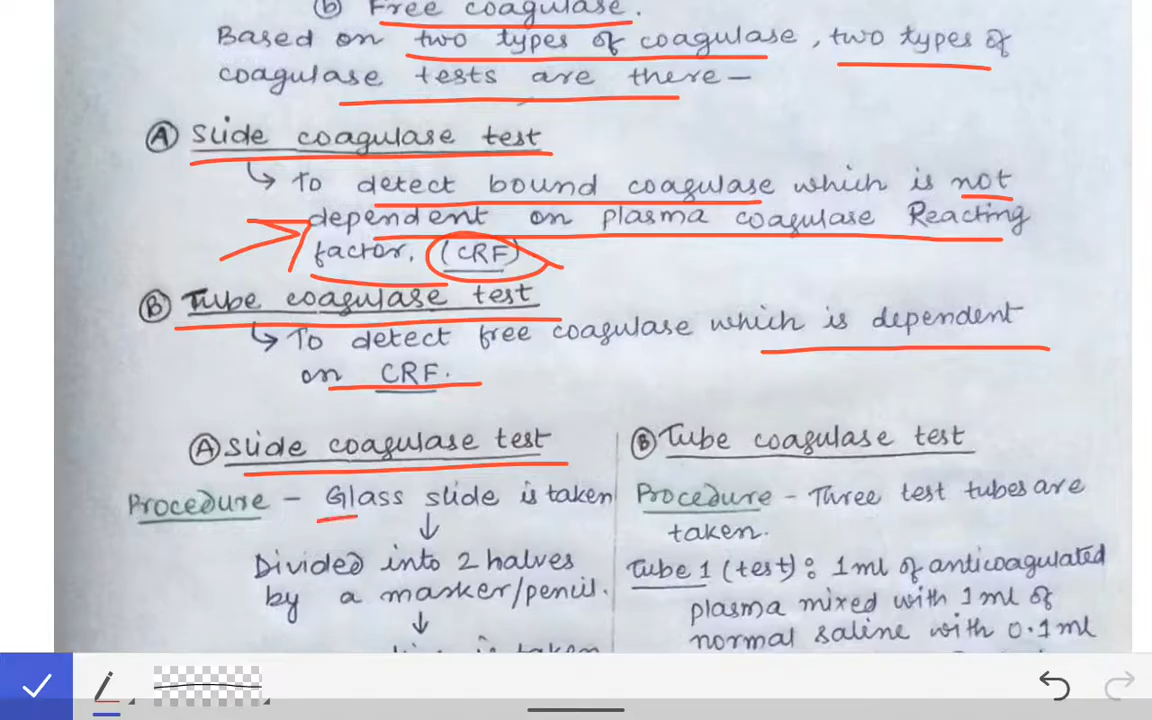 (b) Free coagulase.
Based on two types of coagulase, two types of
coagulase tests are there —
(A) Slide coagulase test
↳ To detect bound coagulase which is not
dependent on plasma coagulase Reacting
factor. (CRF)
(B) Tube coagulase test
↳ To detect free coagulase which is dependent
on CRF.
(A) Slide coagulase test
Procedure – Glass slide is taken
↓
Divided into 2 halves
by a marker/pencil.
↓
is taken
(B) Tube coagulase test
Procedure – Three test tubes are
taken.
Tube 1 (test): 1ml of anticoagulated
plasma mixed with 1ml of
normal saline with 0.1ml